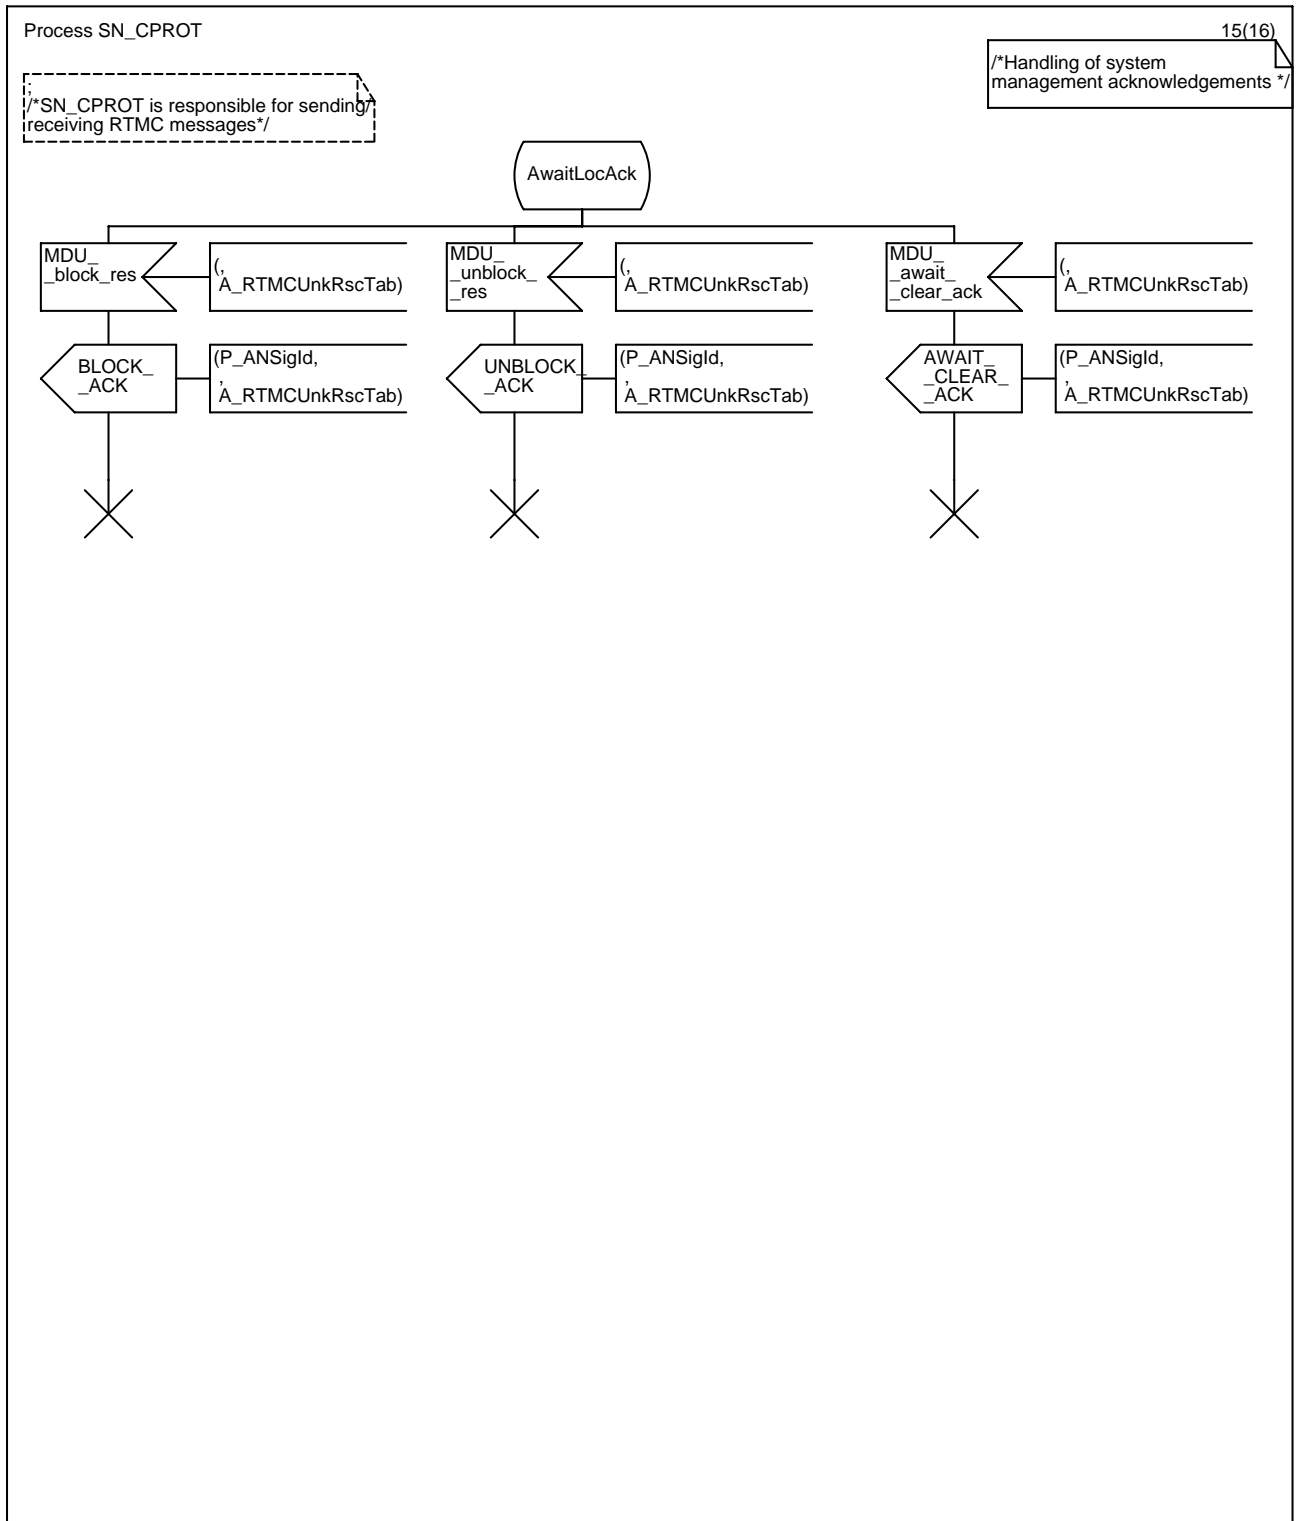 Process SN_CPROT
15(16)
/*Handling of system
management acknowledgements */
;
/*SN_CPROT is responsible for sending/
receiving RTMC messages*/
AwaitLocAck
MDU_
_block_res
(,
A_RTMCUnkRscTab)
MDU_
_unblock_
_res
(,
A_RTMCUnkRscTab)
MDU_
_await_
_clear_ack
(,
A_RTMCUnkRscTab)
BLOCK_
_ACK
(P_ANSigId,
,
A_RTMCUnkRscTab)
UNBLOCK_
_ACK
(P_ANSigId,
,
A_RTMCUnkRscTab)
AWAIT_
_CLEAR_
_ACK
(P_ANSigId,
,
A_RTMCUnkRscTab)